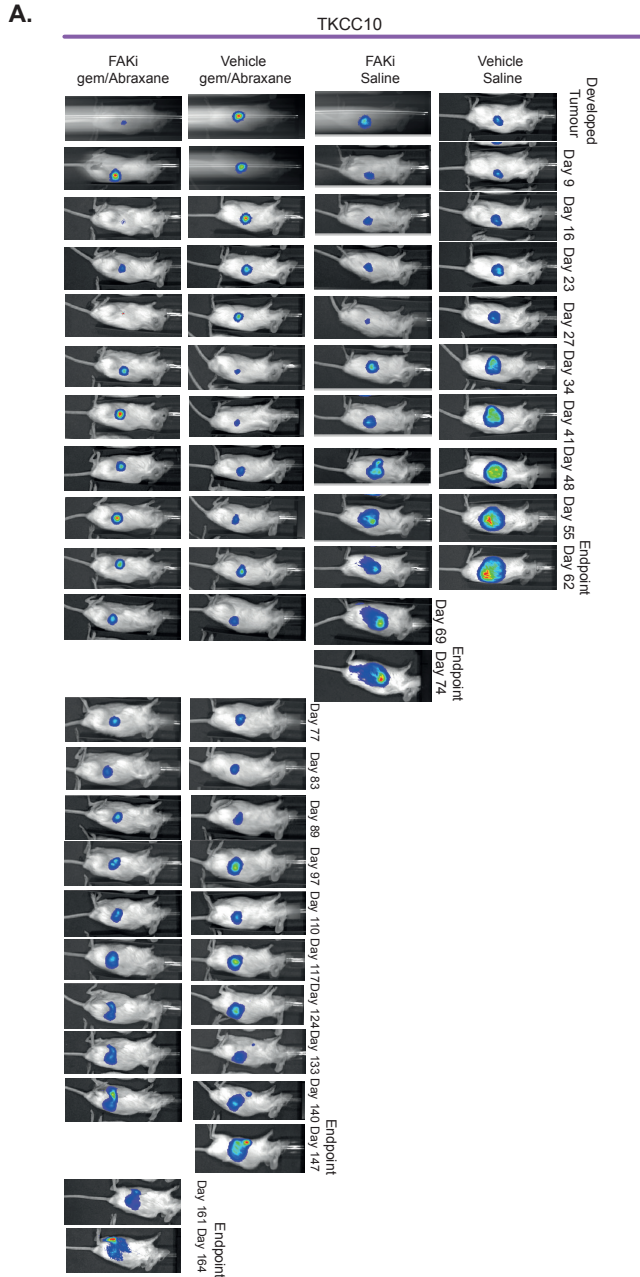 A.
TKCC10
FAKi
gem/Abraxane
Vehicle
gem/Abraxane
FAKi
Saline
Vehicle
Saline
Developed
Tumour
Day 9
Day 16
Day 23
Day 27
Day 34
Day 41
Day 48
Day 55
Endpoint
Day 62
Day 69
Endpoint
Day 74
Day 77
Day 83
Day 89
Day 97
Day 110
Day 117
Day 124
Day 133
Day 140
Endpoint
Day 147
Day 161
Endpoint
Day 164